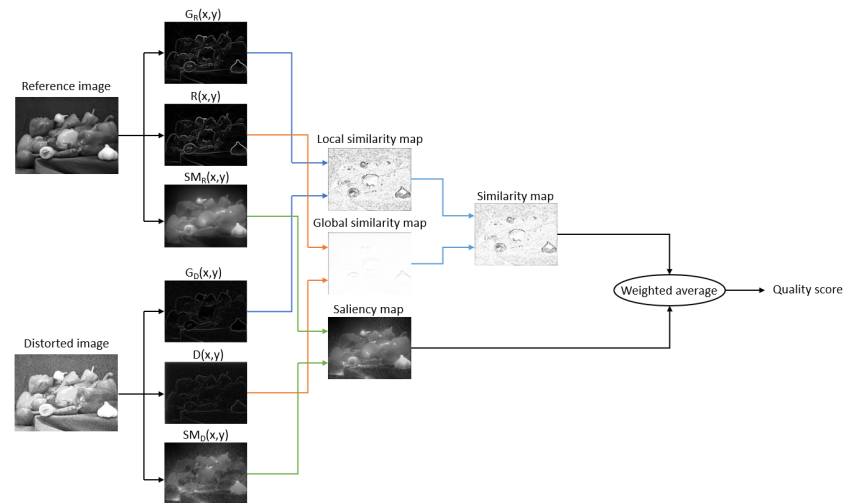 G_R(x,y)
Reference image
R(x,y)
Local similarity map
SM_R(x,y)
Similarity map
Global similarity map
G_D(x,y)
Weighted average
Quality score
Saliency map
Distorted image
D(x,y)
SM_D(x,y)